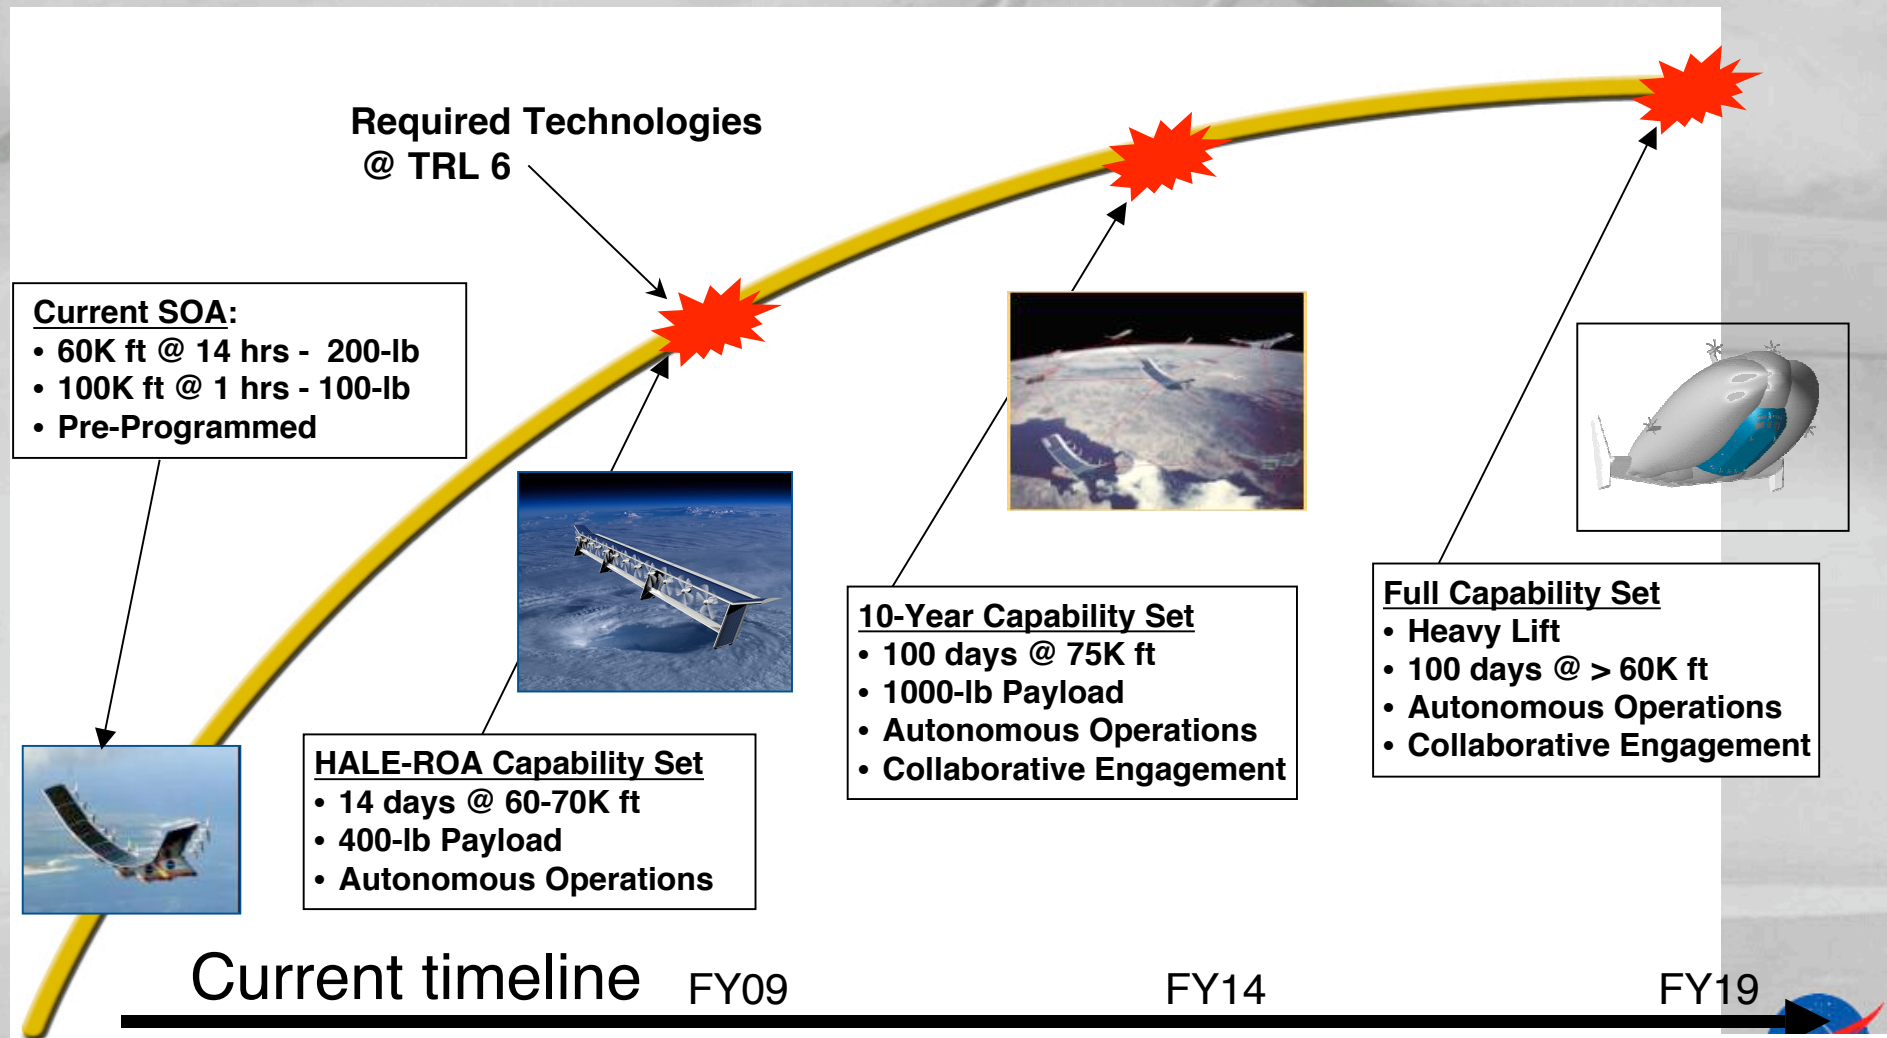 Required Technologies
@ TRL 6
Current SOA:
• 60K ft @ 14 hrs - 200-lb
• 100K ft @ 1 hrs - 100-lb
• Pre-Programmed
HALE-ROA Capability Set
• 14 days @ 60-70K ft
• 400-lb Payload
• Autonomous Operations
10-Year Capability Set
• 100 days @ 75K ft
• 1000-lb Payload
• Autonomous Operations
• Collaborative Engagement
Full Capability Set
• Heavy Lift
• 100 days @ > 60K ft
• Autonomous Operations
• Collaborative Engagement
Current timeline FY09 FY14 FY19